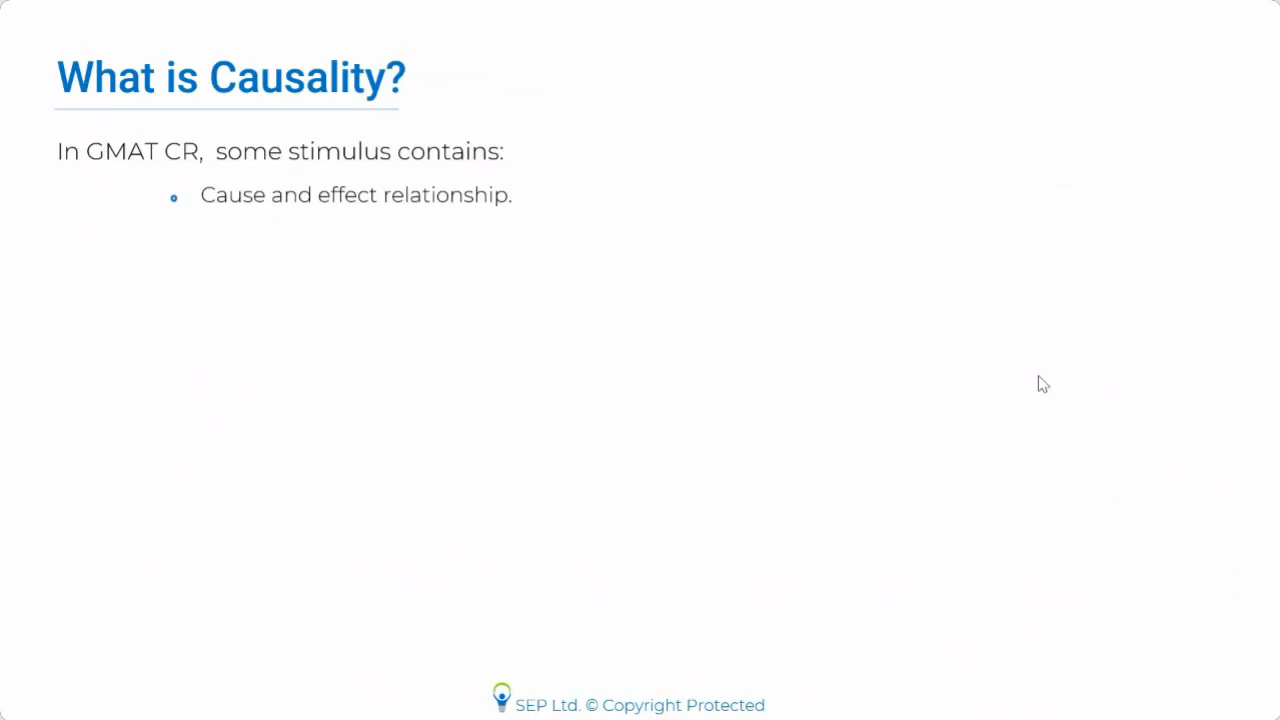 What is Causality?
In GMAT CR, some stimulus contains:
Cause and effect relationship.
SEP Ltd. © Copyright Protected